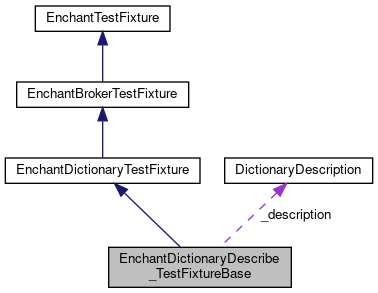 EnchantTestFixture
EnchantBrokerTestFixture
EnchantDictionaryTestFixture
DictionaryDescription
_description
EnchantDictionaryDescribe
_TestFixtureBase